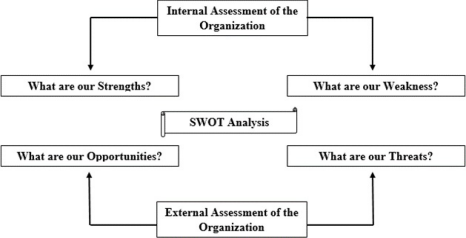 Internal Assessment of the
Organization
What are our Strengths?
What are our Weakness?
SWOT Analysis
What are our Opportunities?
What are our Threats?
External Assessment of the
Organization